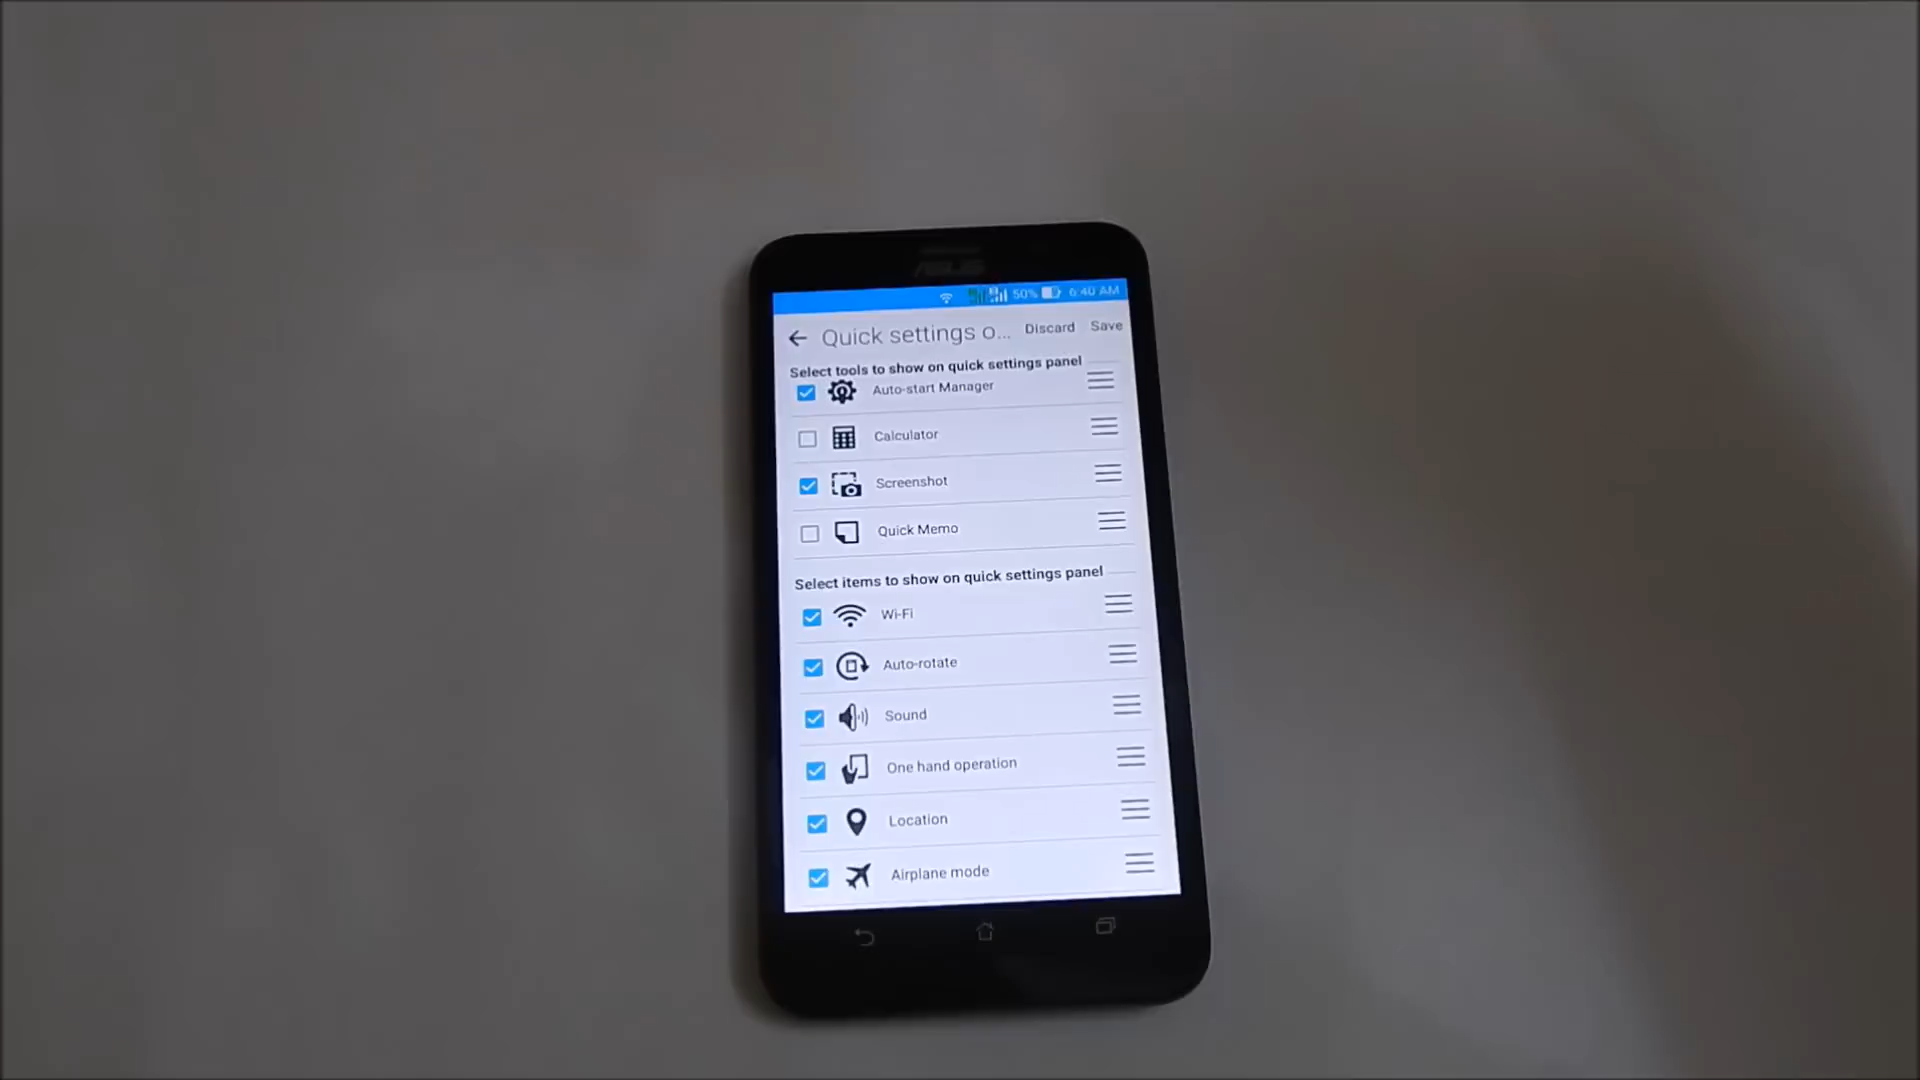 ASUS
50% 6:40 AM
Quick settings o... Discard Save
Select tools to show on quick settings panel
Auto-start Manager
Calculator
Screenshot
Quick Memo
Select items to show on quick settings panel
Wi-Fi
Auto-rotate
Sound
One hand operation
Location
Airplane mode